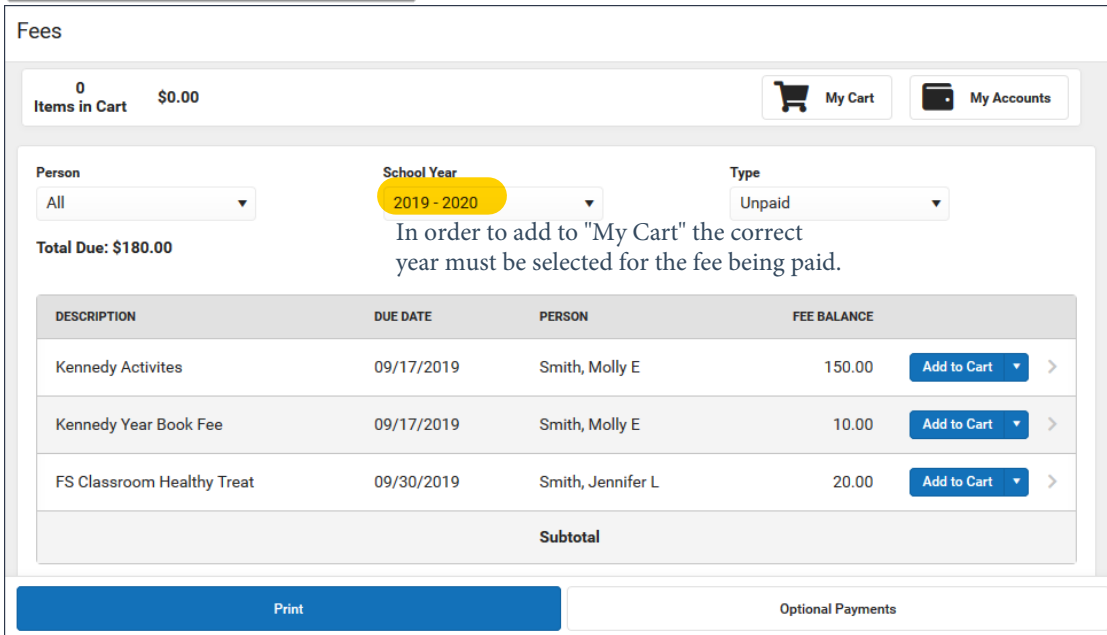 Fees
0
Items in Cart
$0.00
My Cart
My Accounts
Person
School Year
Type
All
2019 - 2020
Unpaid
Total Due: $180.00
In order to add to "My Cart" the correct
year must be selected for the fee being paid.
DESCRIPTION DUE DATE PERSON FEE BALANCE
Kennedy Activites 09/17/2019 Smith, Molly E 150.00 Add to Cart
Kennedy Year Book Fee 09/17/2019 Smith, Molly E 10.00 Add to Cart
FS Classroom Healthy Treat 09/30/2019 Smith, Jennifer L 20.00 Add to Cart
Subtotal
Print
Optional Payments